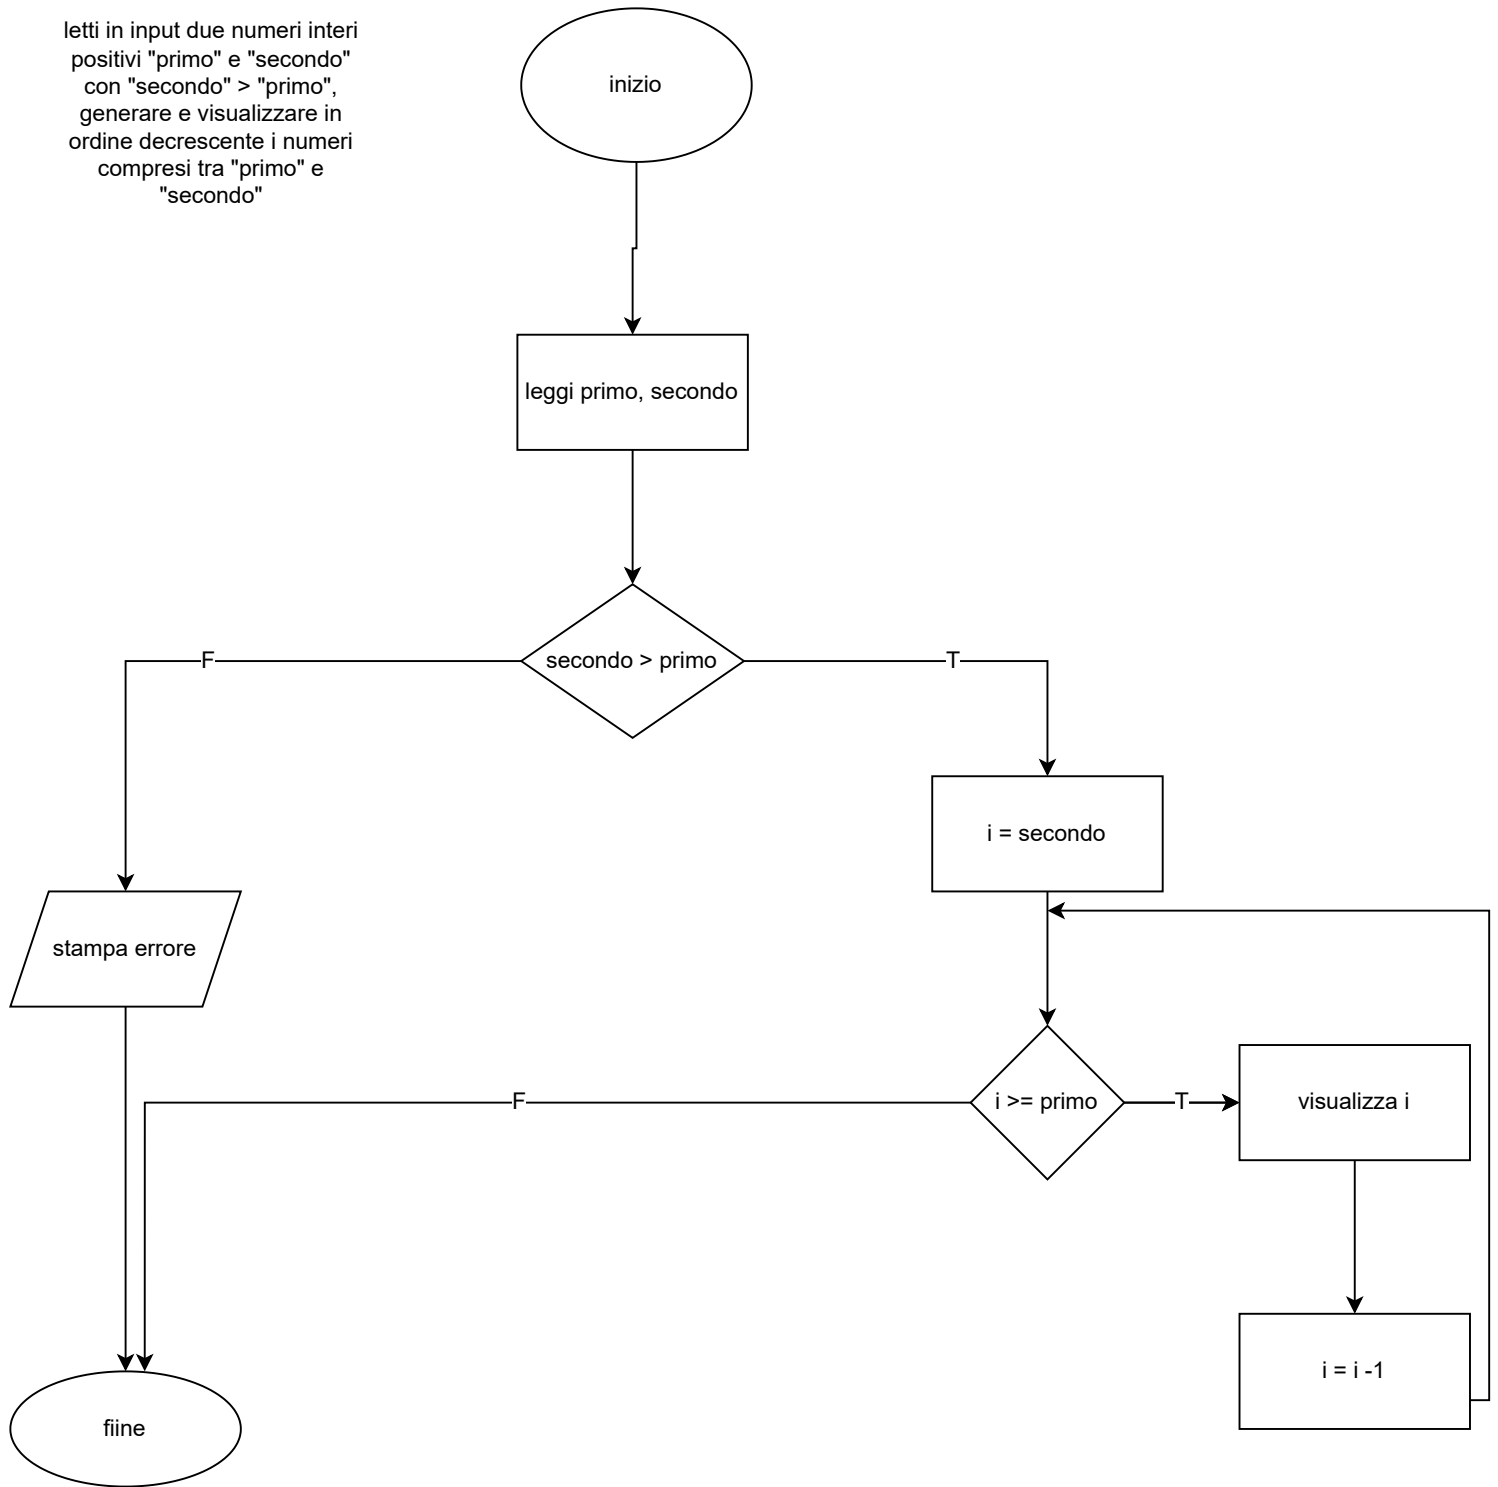 letti in input due numeri interi
positivi "primo" e "secondo"
con "secondo" > "primo",
generare e visualizzare in
ordine decrescente i numeri
compresi tra "primo" e
"secondo"
inizio
leggi primo, secondo
secondo > primo
F
T
i = secondo
stampa errore
i >= primo
T
visualizza i
F
i = i -1
fiine